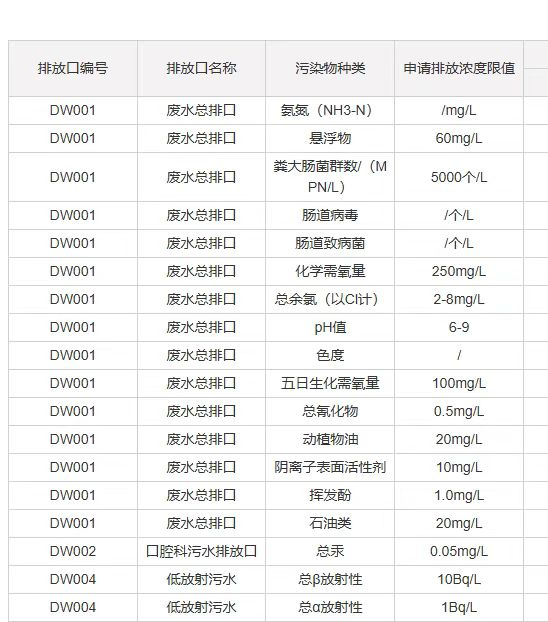 排放口编号 排放口名称 污染物种类 申请排放浓度限值
DW001 废水总排口 氨氮（NH3-N） /mg/L
DW001 废水总排口 悬浮物 60mg/L
DW001 废水总排口 粪大肠菌群数/（M
PN/L） 5000个/L
DW001 废水总排口 肠道病毒 /个/L
DW001 废水总排口 肠道致病菌 /个/L
DW001 废水总排口 化学需氧量 250mg/L
DW001 废水总排口 总余氯（以Cl计） 2-8mg/L
DW001 废水总排口 pH值 6-9
DW001 废水总排口 色度 /
DW001 废水总排口 五日生化需氧量 100mg/L
DW001 废水总排口 总氰化物 0.5mg/L
DW001 废水总排口 动植物油 20mg/L
DW001 废水总排口 阴离子表面活性剂 10mg/L
DW001 废水总排口 挥发酚 1.0mg/L
DW001 废水总排口 石油类 20mg/L
DW002 口腔科污水排放口 总汞 0.05mg/L
DW004 低放射污水 总β放射性 10Bq/L
DW004 低放射污水 总α放射性 1Bq/L